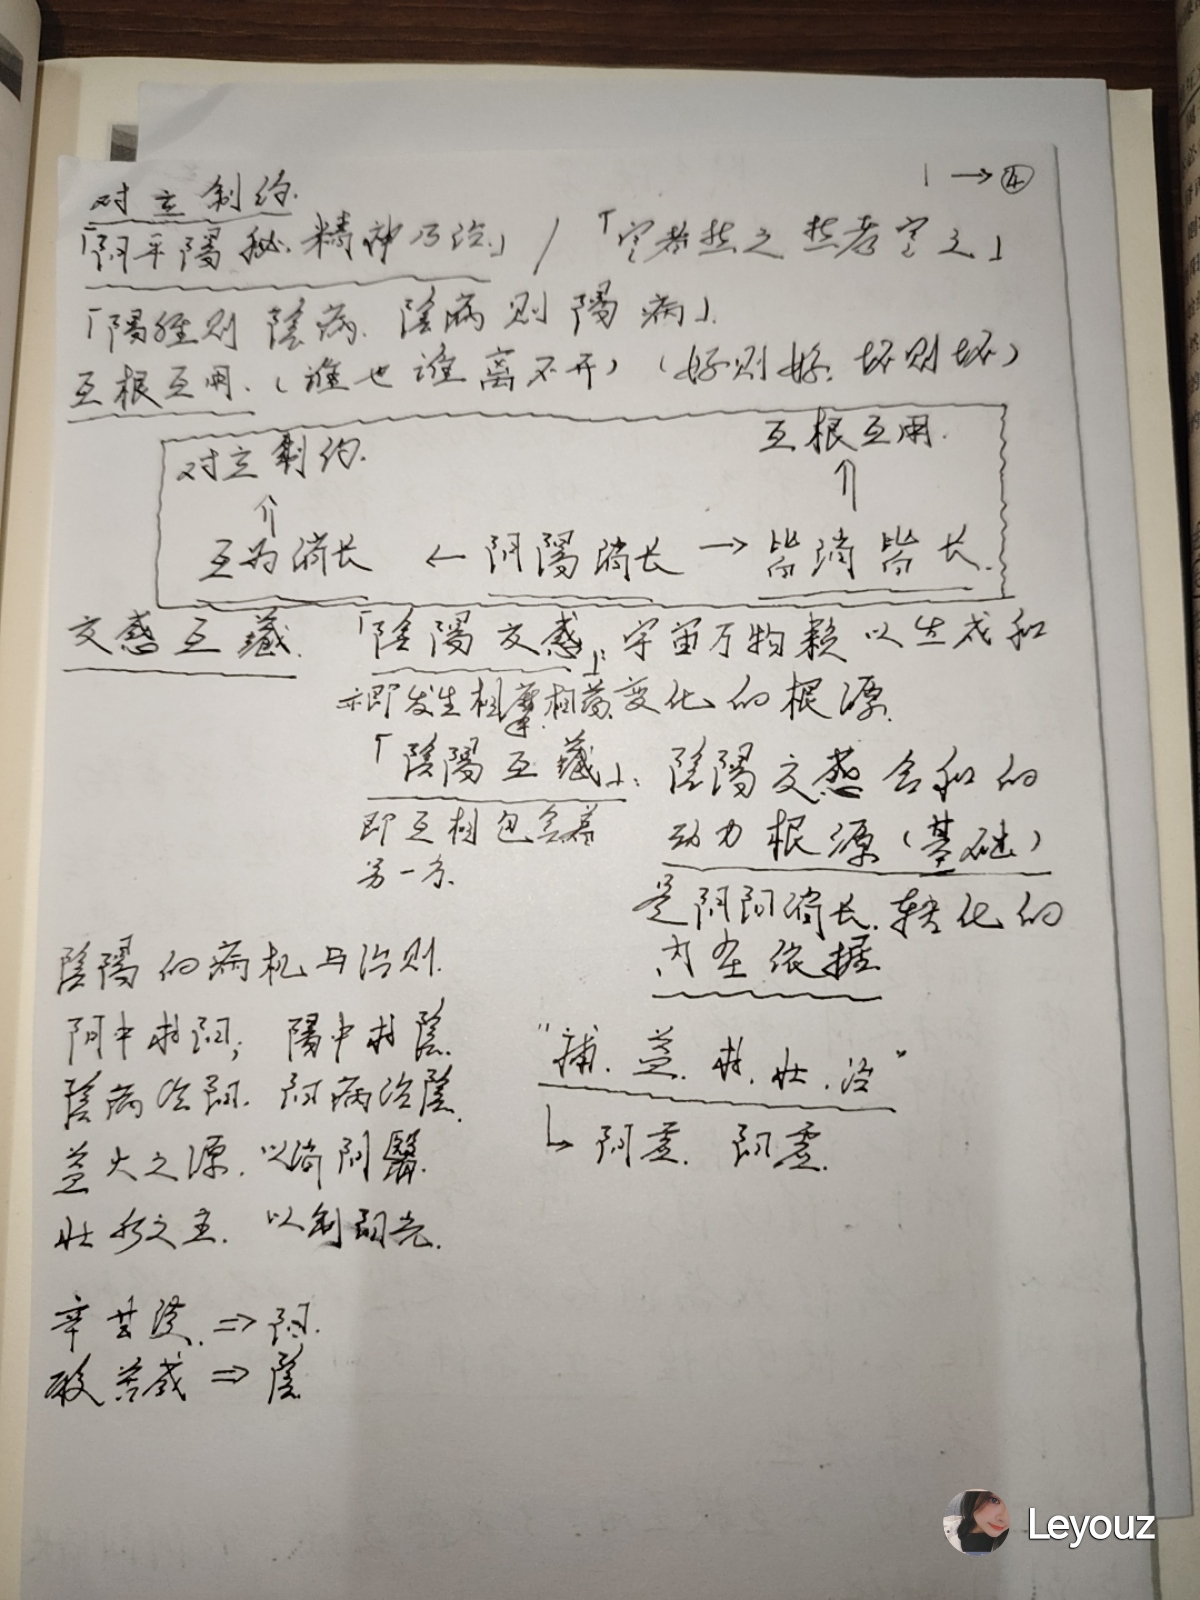 1→④
对立制约.
「阴平陽秘.精神乃治.」/「寒者热之 热者寒之」
「陽胜则陰病.陰病则陽病」.
互根互用.(谁也谁离不开)(好则好.坏则坏)
对立制约. 互根互用.
⇑ ⇑
互为消长 ← 阴陽消长 → 皆消皆长.
交感互藏. 「陰陽交感」:宇宙万物赖以生成和
亦即发生相摩相荡 变化的根源.
「陰陽互藏」: 陰陽交感合和的
即互相包含着 动力根源(基础)
另一方. 是阴阳消长.转化的
内在依据
陰陽的病机与治则.
阴中求阳; 陽中求陰.
陰病治阳. 阳病治陰.
益火之源.以消阴翳.
壮水之主.以制阳光.
"補.益.求.壮.治"
↳ 阴虚.阳虚.
辛甘淡.⇒阳.
酸苦咸⇒陰
Leyouz